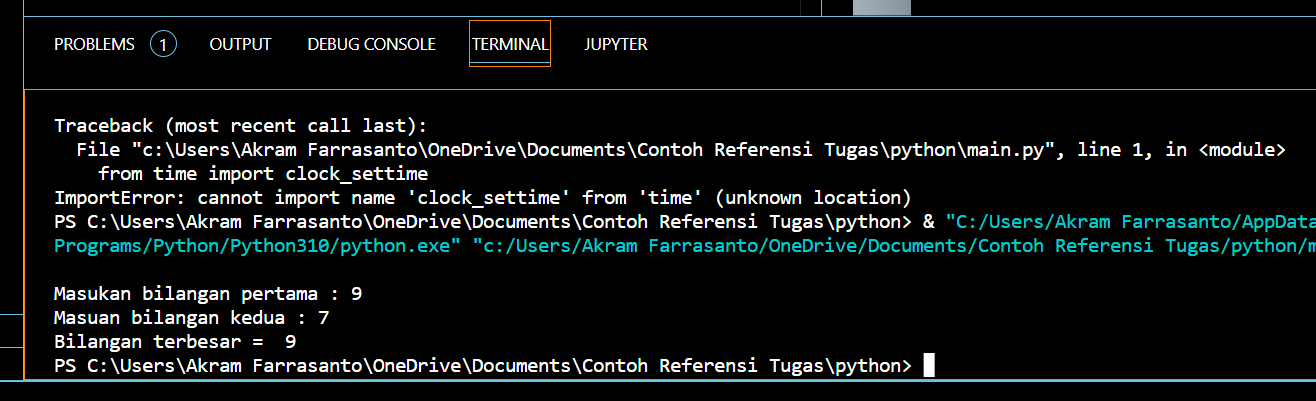 PROBLEMS 1 OUTPUT DEBUG CONSOLE TERMINAL JUPYTER
Traceback (most recent call last):
File "c:\Users\Akram Farrasanto\OneDrive\Documents\Contoh Referensi Tugas\python\main.py", line 1, in <module>
from time import clock_settime
ImportError: cannot import name 'clock_settime' from 'time' (unknown location)
PS C:\Users\Akram Farrasanto\OneDrive\Documents\Contoh Referensi Tugas\python> & "C:/Users/Akram Farrasanto/AppData
Programs/Python/Python310/python.exe" "c:/Users/Akram Farrasanto/OneDrive/Documents/Contoh Referensi Tugas/python/m
Masukan bilangan pertama : 9
Masuan bilangan kedua : 7
Bilangan terbesar =  9
PS C:\Users\Akram Farrasanto\OneDrive\Documents\Contoh Referensi Tugas\python>